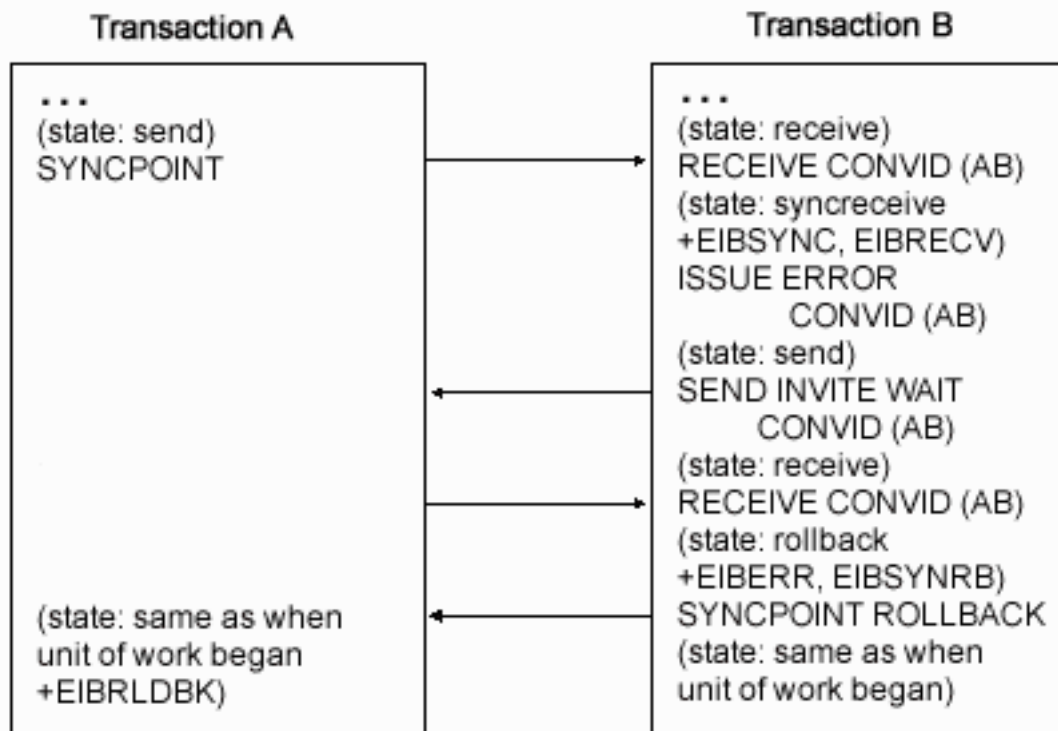 Transaction A
...
(state: send)
SYNCPOINT
(state: same as when
unit of work began
+EIBRLDBK)
Transaction B
...
(state: receive)
RECEIVE CONVID (AB)
(state: syncreceive
+EIBSYNC, EIBRECV)
ISSUE ERROR
CONVID (AB)
(state: send)
SEND INVITE WAIT
CONVID (AB)
(state: receive)
RECEIVE CONVID (AB)
(state: rollback
+EIBERR, EIBSYNRB)
SYNCPOINT ROLLBACK
(state: same as when
unit of work began)